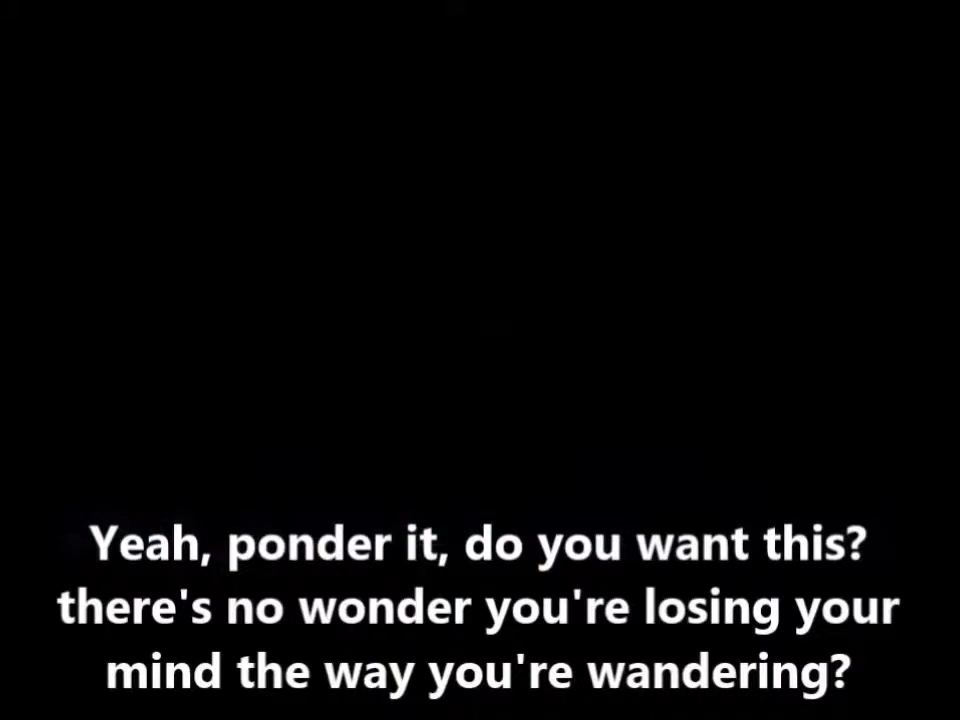 Yeah, ponder it, do you want this?
there's no wonder you're losing your
mind the way you're wandering?